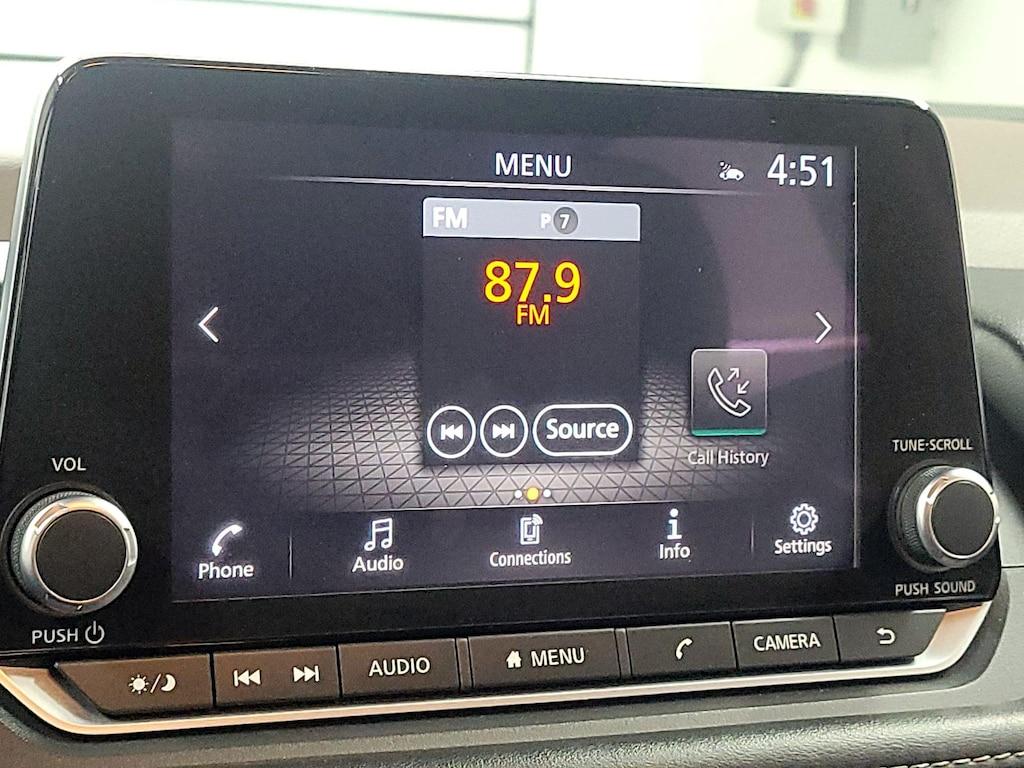 MENU
4:51
FM P 7
87.9
FM
Source
Call History
VOL
TUNE·SCROLL
Phone
Audio
Connections
Info
Settings
PUSH
PUSH SOUND
AUDIO
MENU
CAMERA